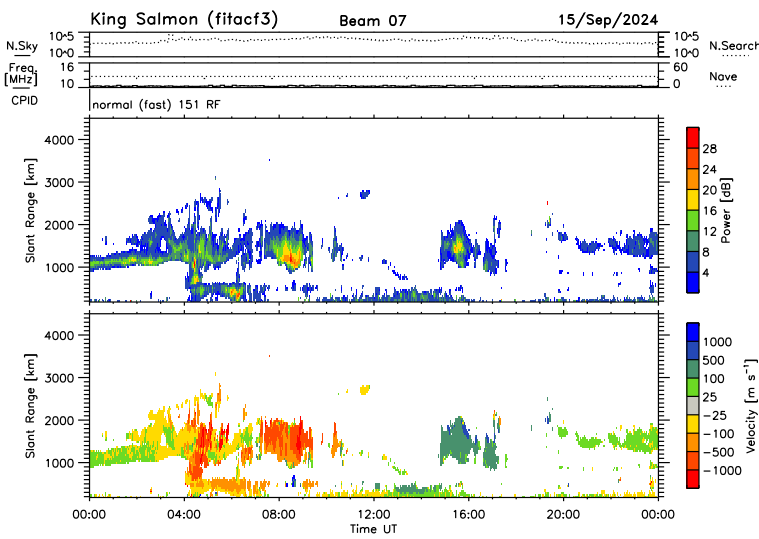 King Salmon (fitacf3) Beam 07 15/Sep/2024
N.Sky 10^5 10^0 10^5 10^0 N.Search
Freq [MHz] 16 10 60 0 Nave
CPID normal (fast) 151 RF
Slant Range [km] 4000 3000 2000 1000
Power [dB] 28 24 20 16 12 8 4
Slant Range [km] 4000 3000 2000 1000
Velocity [m s⁻¹] 1000 500 100 25 −25 −100 −500 −1000
00:00 04:00 08:00 12:00 16:00 20:00 00:00
Time UT